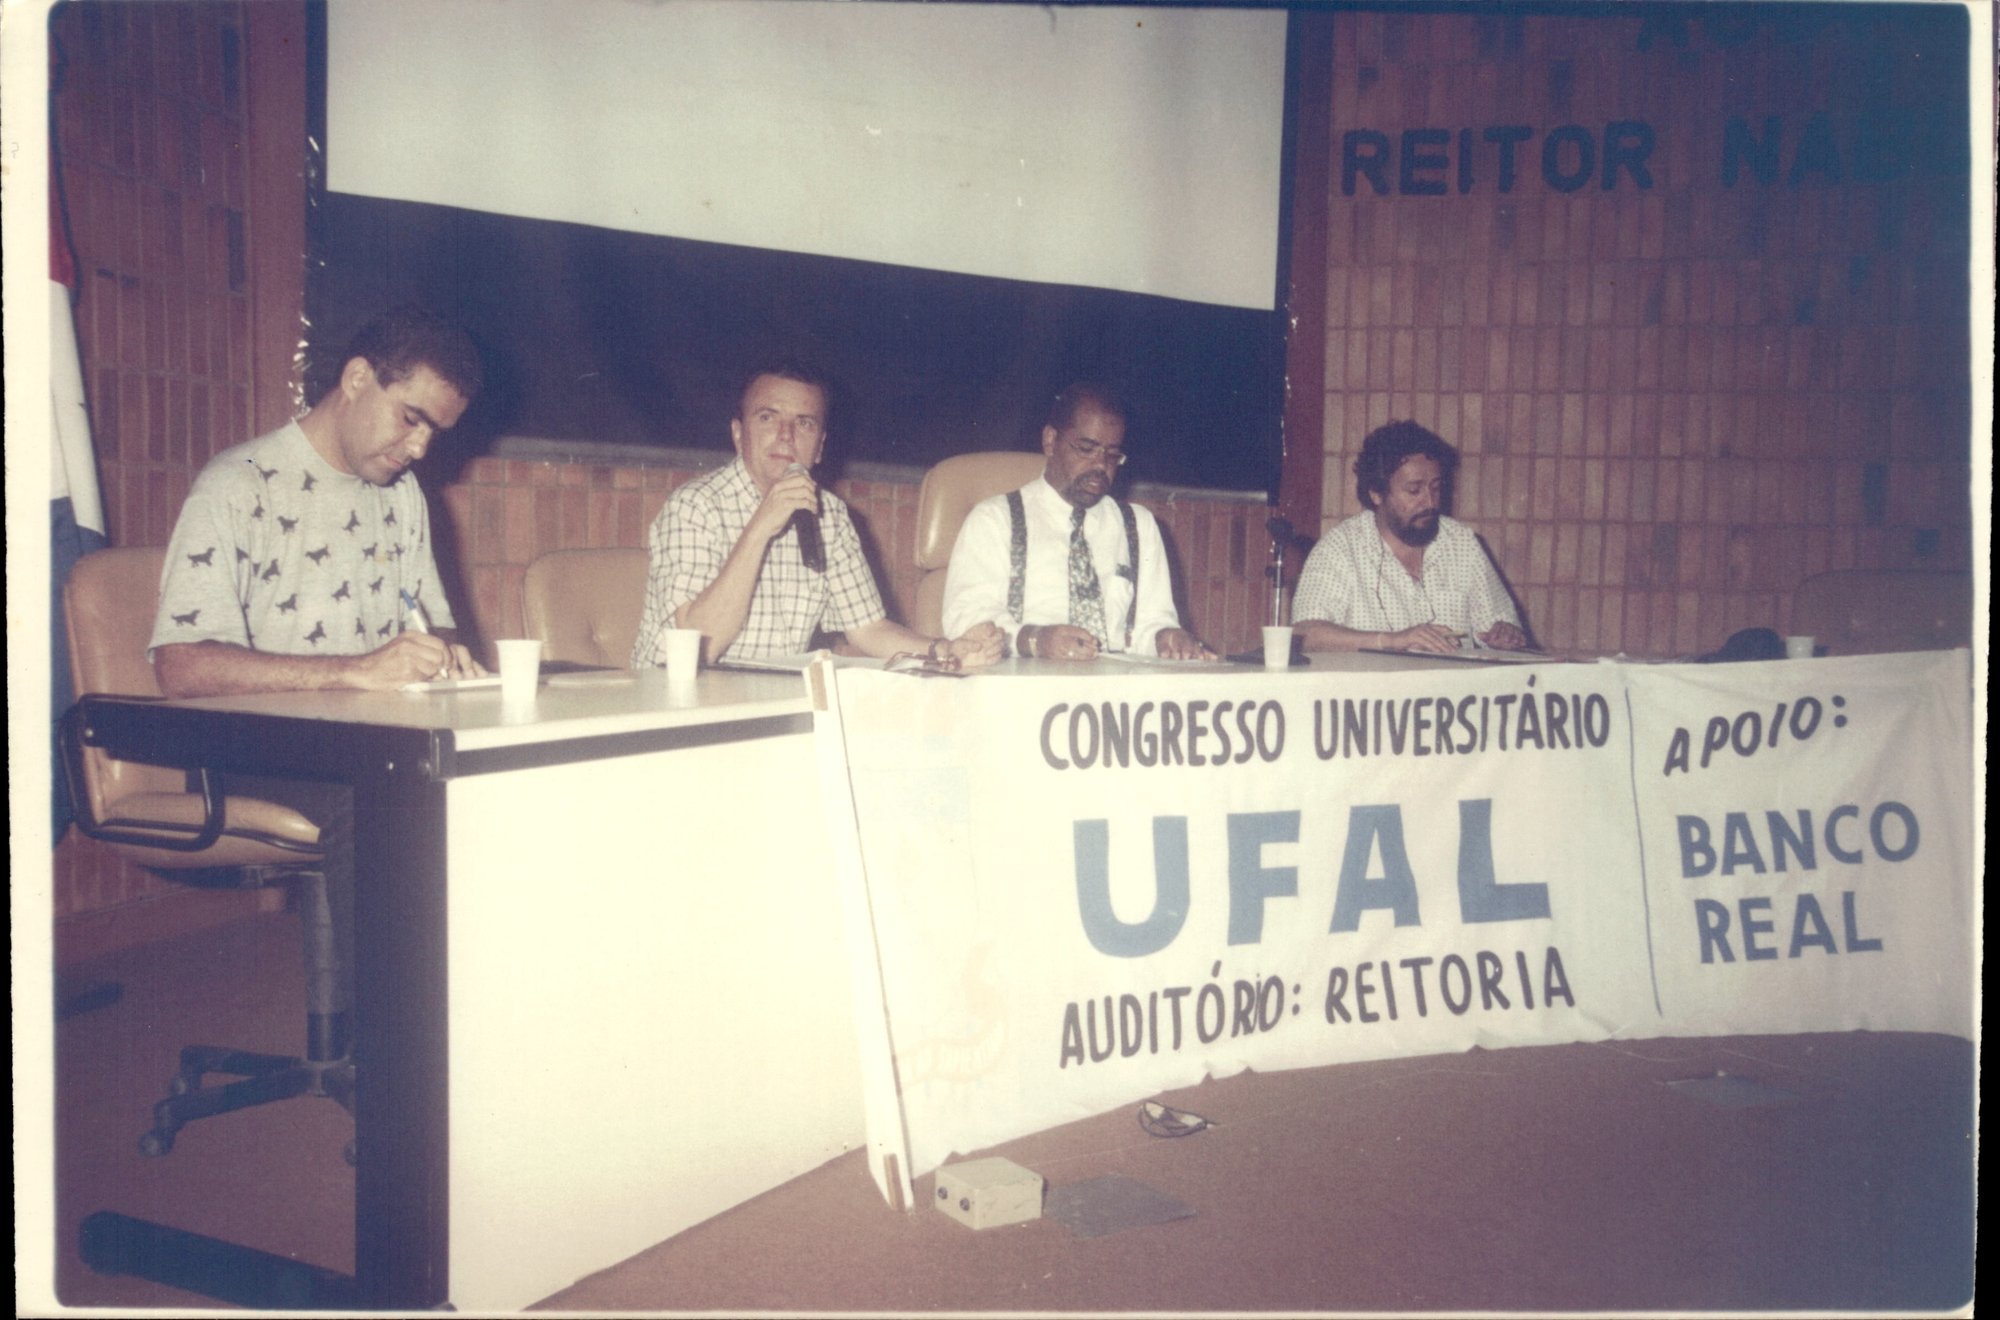 REITOR
CONGRESSO UNIVERSITÁRIO
UFAL
AUDITÓRIO: REITORIA
APOIO:
BANCO
REAL